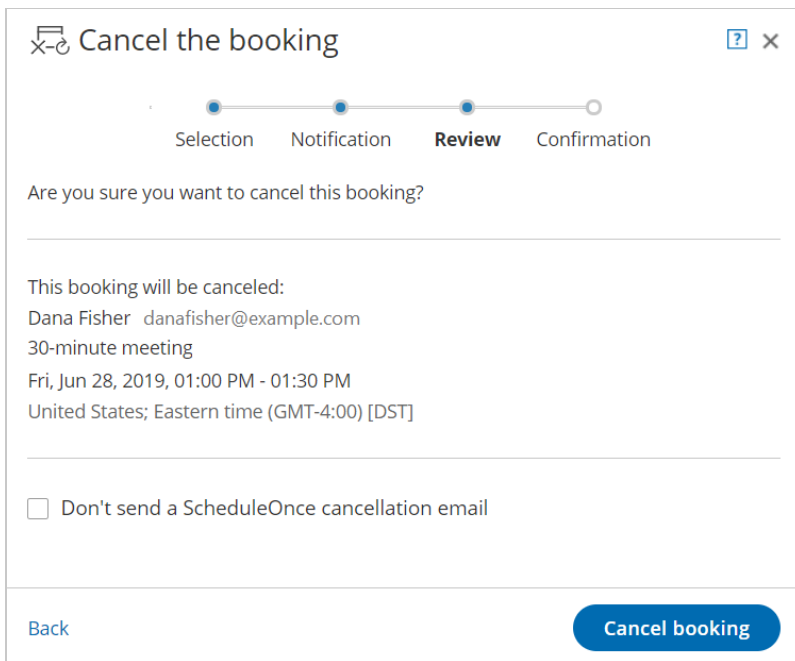 Cancel the booking ?
Selection Notification Review Confirmation
Are you sure you want to cancel this booking?
This booking will be canceled:
Dana Fisher danafisher@example.com
30-minute meeting
Fri, Jun 28, 2019, 01:00 PM - 01:30 PM
United States; Eastern time (GMT-4:00) [DST]
Don't send a ScheduleOnce cancellation email
Back Cancel booking